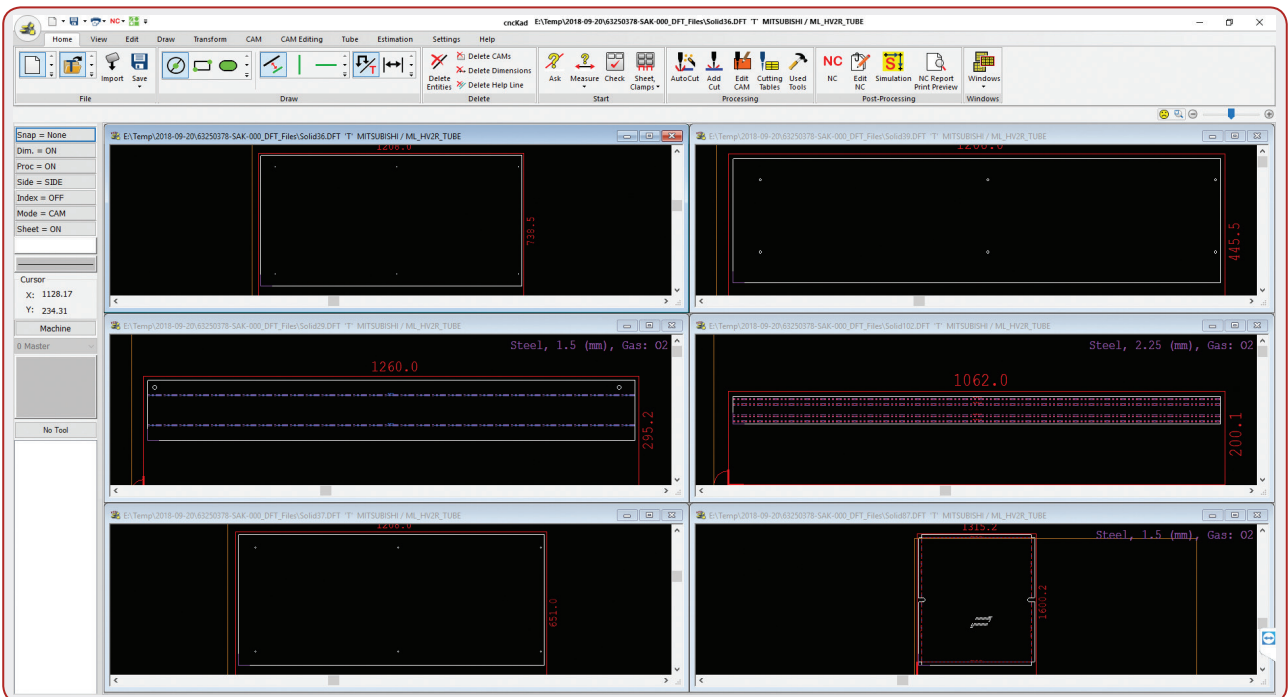 NC
cncKad E:\Temp\2018-09-20\63250378-SAK-000_DFT_Files\Solid36.DFT 'T' MITSUBISHI / ML_HV2R_TUBE
Home View Edit Draw Transform CAM CAM Editing Tube Estimation Settings Help
Import Save
File
Draw
Delete Entities
Delete CAMs
Delete Dimensions
Delete Help Line
Delete
Ask Measure Check Sheet, Clamps
Start
AutoCut Add Cut Edit CAM Cutting Tables Used Tools
Processing
NC
NC Edit NC Simulation NC Report Print Preview
Post-Processing
Windows
Windows
Snap = None
Dim. = ON
Proc = ON
Side = SIDE
Index = OFF
Mode = CAM
Sheet = ON
Cursor
X: 1128.17
Y: 234.31
Machine
0 Master
No Tool
E:\Temp\2018-09-20\63250378-SAK-000_DFT_Files\Solid36.DFT 'T' MITSUBISHI / ML_HV2R_TUBE
1208.0
738.5
E:\Temp\2018-09-20\63250378-SAK-000_DFT_Files\Solid39.DFT 'T' MITSUBISHI / ML_HV2R_TUBE
445.5
E:\Temp\2018-09-20\63250378-SAK-000_DFT_Files\Solid29.DFT 'T' MITSUBISHI / ML_HV2R_TUBE
Steel, 1.5 (mm), Gas: O2
1260.0
295.2
E:\Temp\2018-09-20\63250378-SAK-000_DFT_Files\Solid102.DFT 'T' MITSUBISHI / ML_HV2R_TUBE
Steel, 2.25 (mm), Gas: O2
1062.0
200.1
E:\Temp\2018-09-20\63250378-SAK-000_DFT_Files\Solid37.DFT 'T' MITSUBISHI / ML_HV2R_TUBE
1208.0
651.0
E:\Temp\2018-09-20\63250378-SAK-000_DFT_Files\Solid87.DFT 'T' MITSUBISHI / ML_HV2R_TUBE
1315.2
Steel, 1.5 (mm), Gas: O2
1600.2